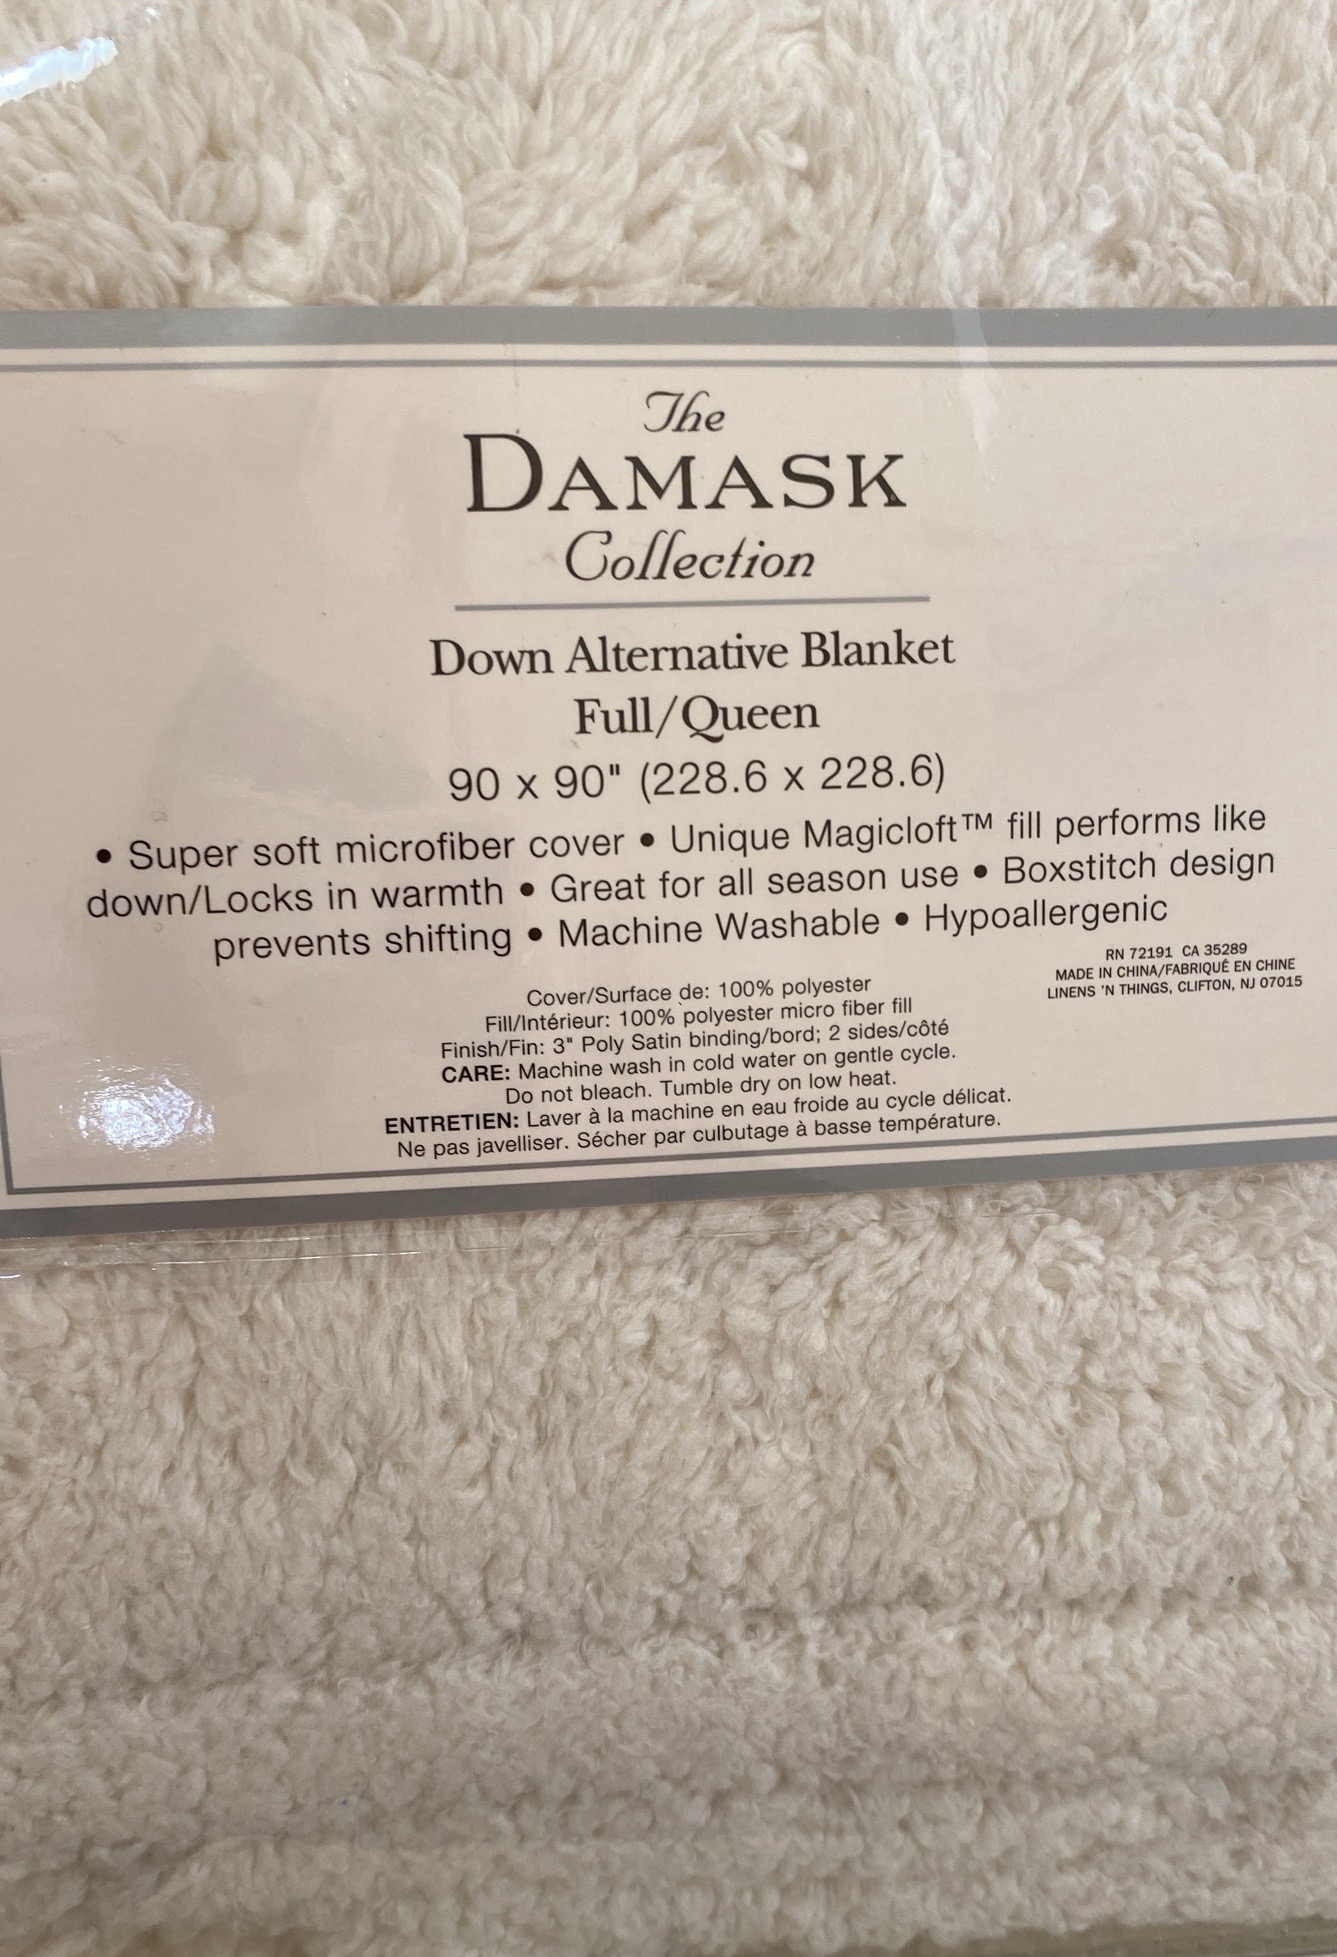 The
DAMASK
Collection
Down Alternative Blanket
Full/Queen
90 x 90" (228.6 x 228.6)
• Super soft microfiber cover • Unique Magicloft™ fill performs like
down/Locks in warmth • Great for all season use • Boxstitch design
prevents shifting • Machine Washable • Hypoallergenic
RN 72191 CA 35289
MADE IN CHINA/FABRIQUÉ EN CHINE
LINENS 'N THINGS, CLIFTON, NJ 07015
Cover/Surface de: 100% polyester
Fill/Intérieur: 100% polyester micro fiber fill
Finish/Fin: 3" Poly Satin binding/bord; 2 sides/côté
CARE: Machine wash in cold water on gentle cycle.
Do not bleach. Tumble dry on low heat.
ENTRETIEN: Laver à la machine en eau froide au cycle délicat.
Ne pas javelliser. Sécher par culbutage à basse température.